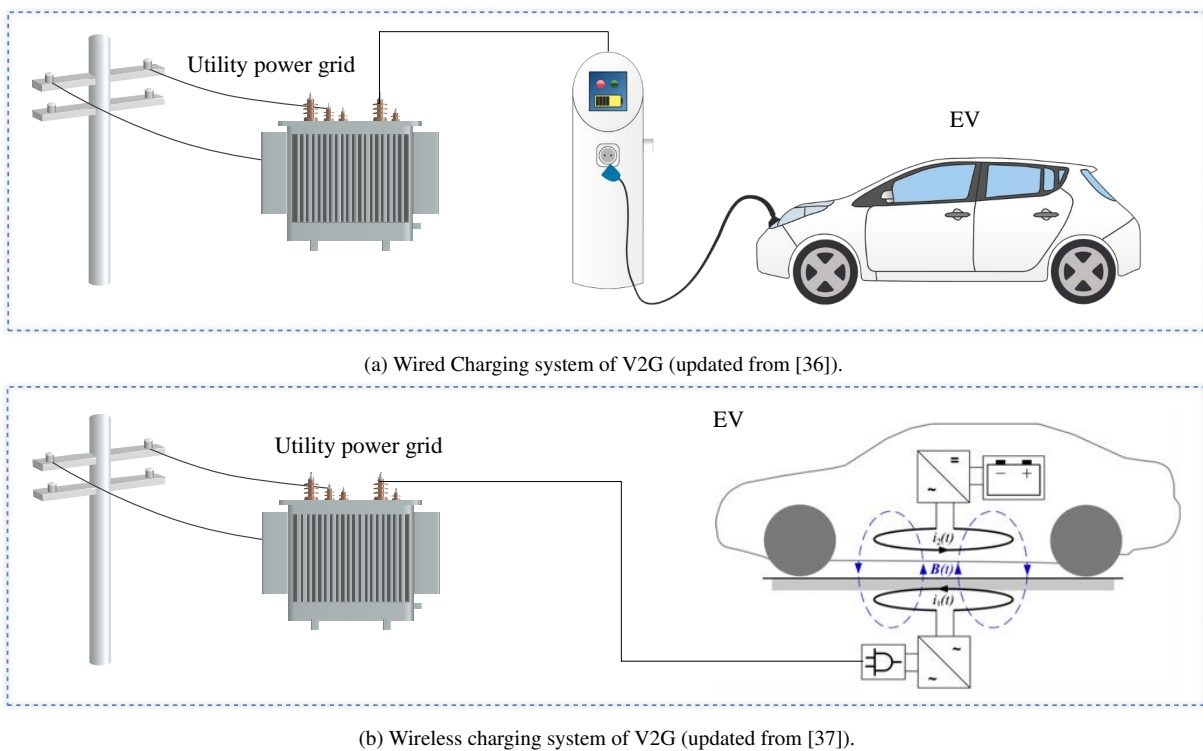 Utility power grid
EV
(a) Wired Charging system of V2G (updated from [36]).
EV
Utility power grid
=
~
− +
i₂(t)
B(t)
i₁(t)
~
~
(b) Wireless charging system of V2G (updated from [37]).